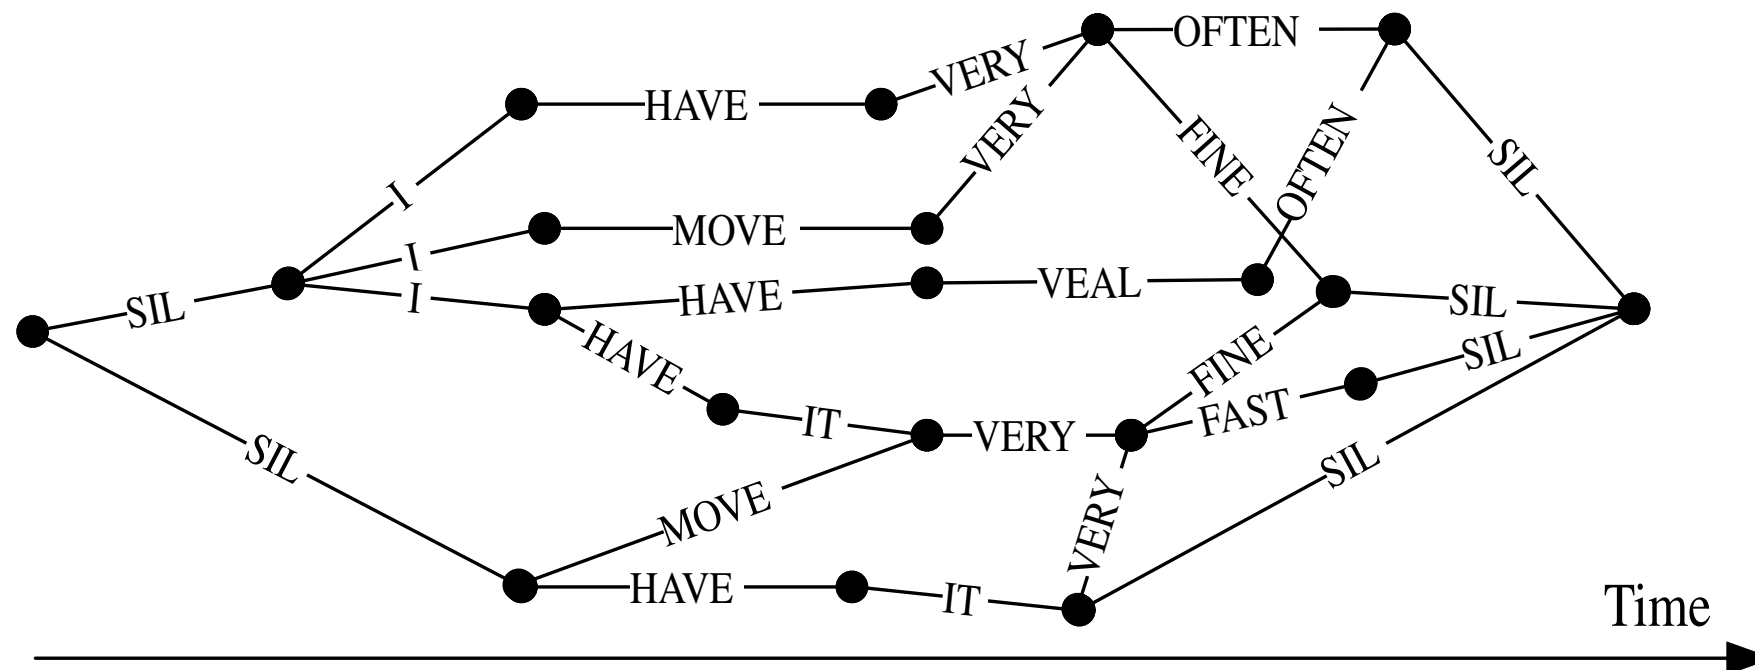 OFTEN
VERY
HAVE
VERY
FINE
OFTEN
SIL
I
MOVE
I
I
HAVE
VEAL
SIL
SIL
HAVE
FINE
SIL
IT
VERY
FAST
SIL
MOVE
VERY
SIL
HAVE
IT
Time